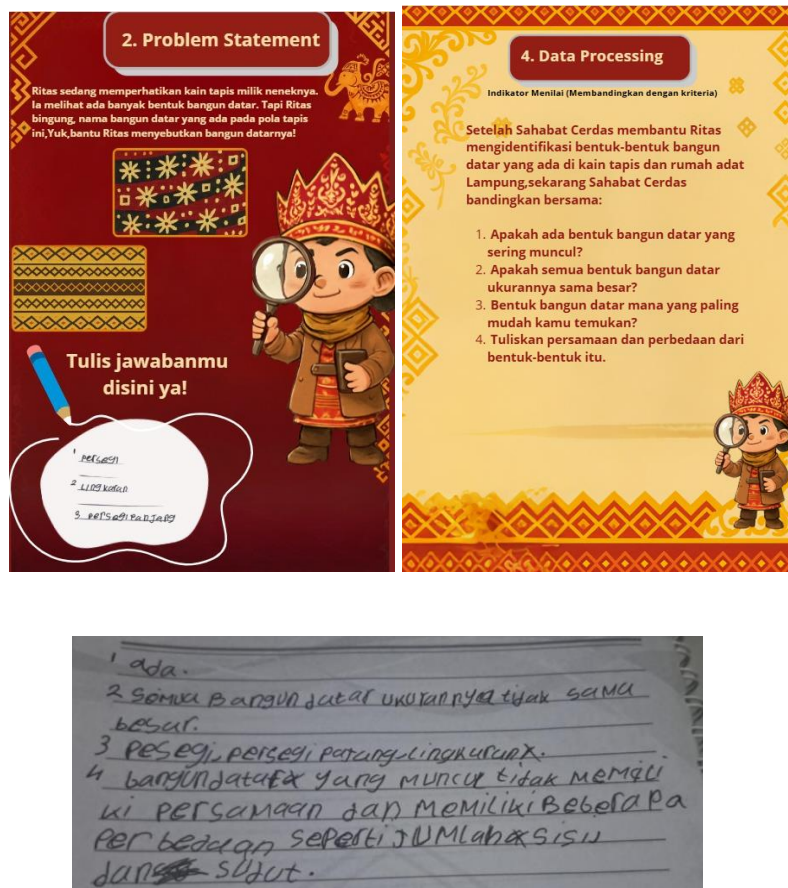 2. Problem Statement
Ritas sedang memperhatikan kain tapis milik neneknya.
Ia melihat ada banyak bentuk bangun datar. Tapi Ritas
bingung, nama bangun datar yang ada pada pola tapis
ini,Yuk,bantu Ritas menyebutkan bangun datarnya!
Tulis jawabanmu
disini ya!
1 persegi
2 Lingkaran
3 persegi panjang
4. Data Processing
Indikator Menilai (Membandingkan dengan kriteria)
Setelah Sahabat Cerdas membantu Ritas
mengidentifikasi bentuk-bentuk bangun
datar yang ada di kain tapis dan rumah adat
Lampung,sekarang Sahabat Cerdas
bandingkan bersama:
1. Apakah ada bentuk bangun datar yang
sering muncul?
2. Apakah semua bentuk bangun datar
ukurannya sama besar?
3. Bentuk bangun datar mana yang paling
mudah kamu temukan?
4. Tuliskan persamaan dan perbedaan dari
bentuk-bentuk itu.
1 ada.
2 Semua Bangun datar ukurannya tidak sama
besar.
3 Pesegi, persegi
4 bangun datar yang muncul tidak Memili
ki persamaan dan MemilikiBeberapa
perbedaan seperti JUMlah sisi
dan sudut.